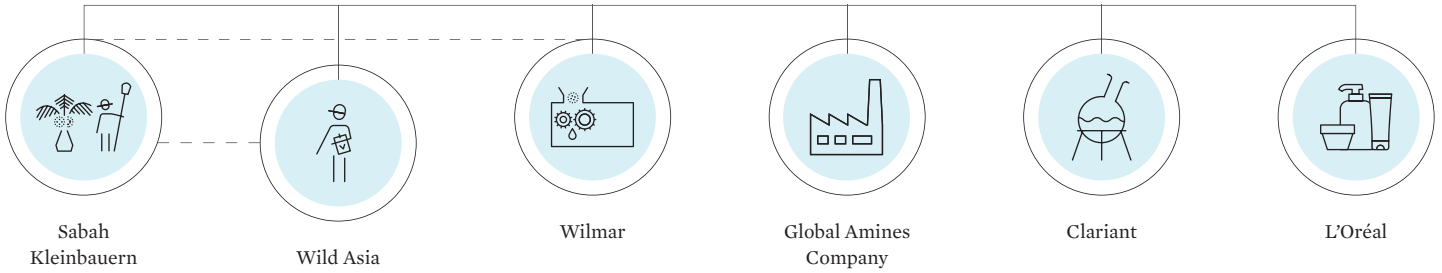 Sabah
Kleinbauern
Wild Asia
Wilmar
Global Amines
Company
Clariant
L’Oréal